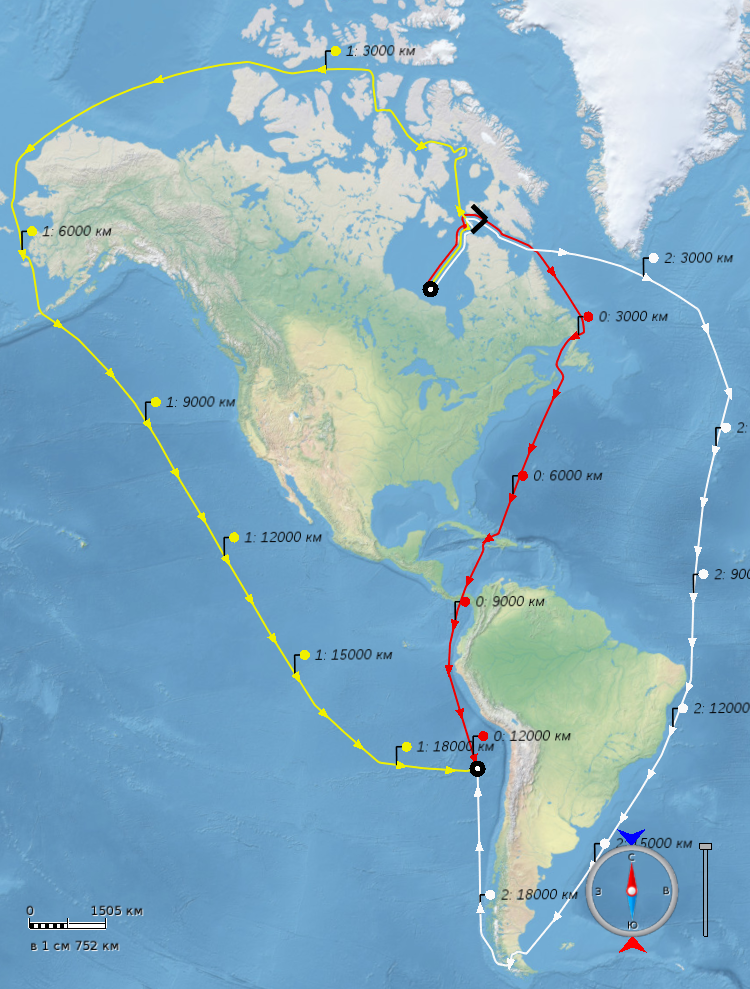 1: 3000 км
1: 6000 км
2: 3000 км
0: 3000 км
1: 9000 км
2:
0: 6000 км
1: 12000 км
2: 900
0: 9000 км
1: 15000 км
2: 12000
0: 12000 км
1: 18000 км
2: 15000 км
С
З
В
Ю
2: 18000 км
0 1505 км
в 1 см 752 км